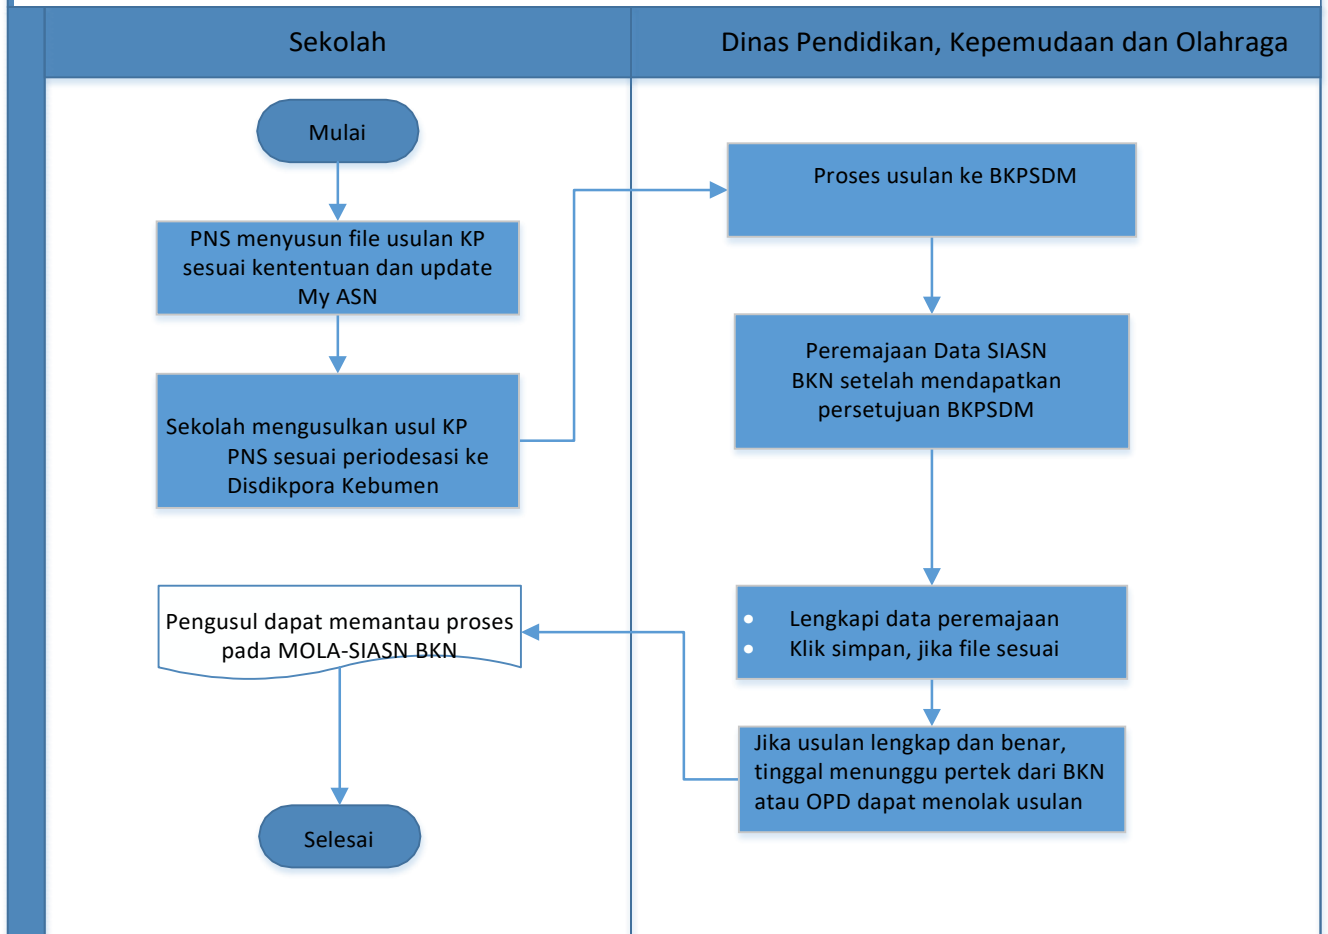 Sekolah
Dinas Pendidikan, Kepemudaan dan Olahraga
Mulai
PNS menyusun file usulan KP
sesuai kententuan dan update
My ASN
Sekolah mengusulkan usul KP
PNS sesuai periodesasi ke
Disdikpora Kebumen
Proses usulan ke BKPSDM
Peremajaan Data SIASN
BKN setelah mendapatkan
persetujuan BKPSDM
• Lengkapi data peremajaan
• Klik simpan, jika file sesuai
Jika usulan lengkap dan benar,
tinggal menunggu pertek dari BKN
atau OPD dapat menolak usulan
Pengusul dapat memantau proses
pada MOLA-SIASN BKN
Selesai